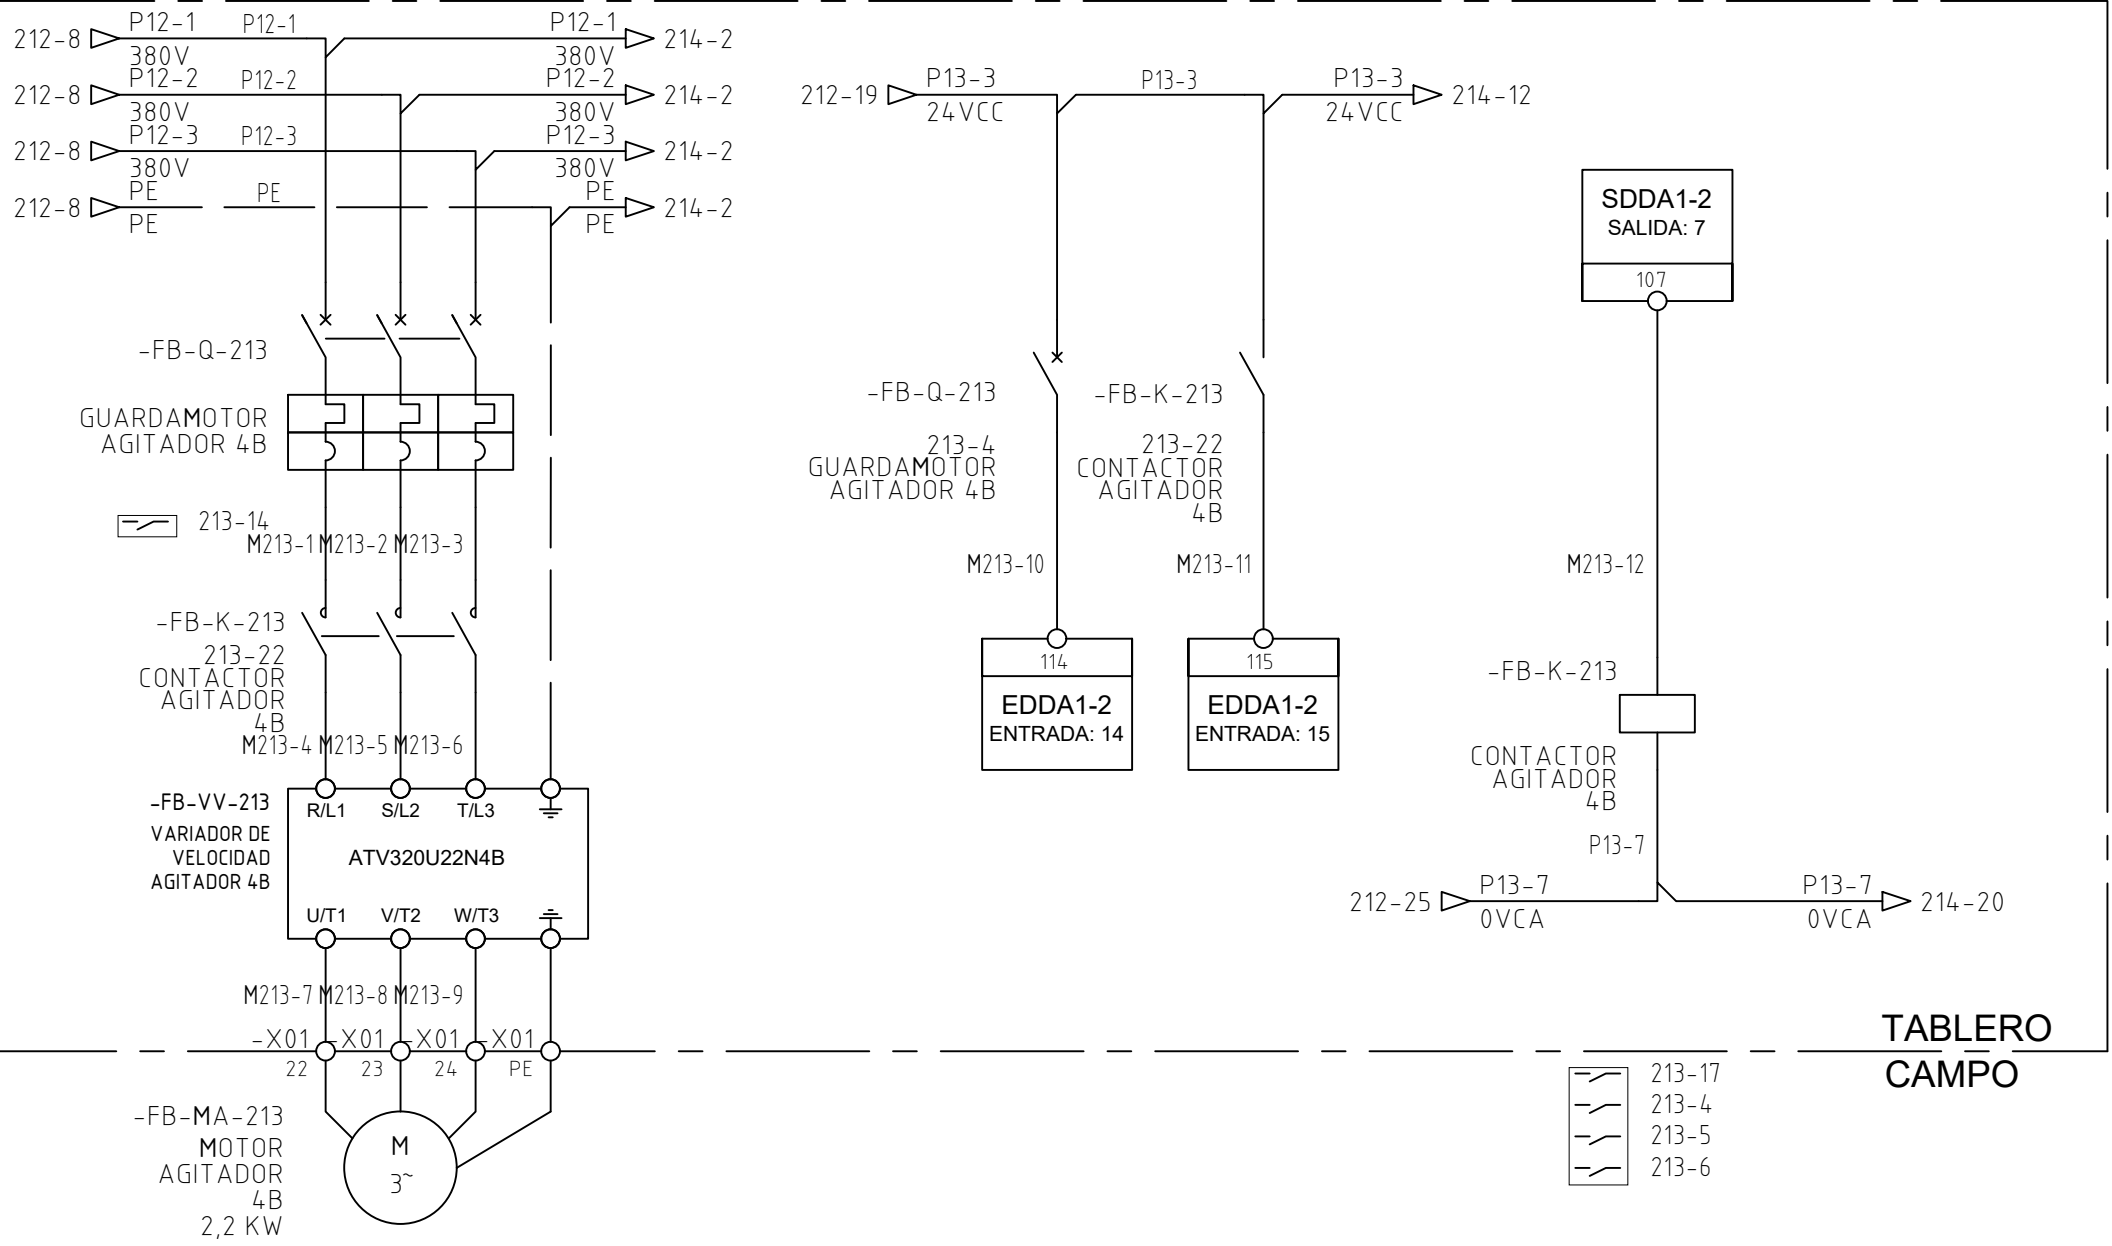 P12-1 P12-1 P12-1
212-8 214-2
380V 380V
P12-2 P12-2 P12-2
212-8 214-2
380V 380V
P12-3 P12-3 P12-3
212-8 214-2
380V 380V
PE PE PE
212-8 214-2
PE PE
P13-3 P13-3 P13-3
212-19 214-12
24VCC 24VCC
SDDA1-2
SALIDA: 7
107
-FB-Q-213
GUARDAMOTOR
AGITADOR 4B
213-14
M213-1 M213-2 M213-3
-FB-K-213
213-22
CONTACTOR
AGITADOR
4B
M213-4 M213-5 M213-6
-FB-VV-213
VARIADOR DE
VELOCIDAD
AGITADOR 4B
R/L1 S/L2 T/L3
ATV320U22N4B
U/T1 V/T2 W/T3
M213-7 M213-8 M213-9
-X01 -X01 -X01 -X01
22 23 24 PE
-FB-MA-213
MOTOR
AGITADOR
4B
2,2 KW
M
3~
-FB-Q-213
213-4
GUARDAMOTOR
AGITADOR 4B
M213-10
114
EDDA1-2
ENTRADA: 14
-FB-K-213
213-22
CONTACTOR
AGITADOR
4B
M213-11
115
EDDA1-2
ENTRADA: 15
M213-12
-FB-K-213
CONTACTOR
AGITADOR
4B
P13-7
P13-7 P13-7
212-25 214-20
0VCA 0VCA
TABLERO
CAMPO
213-17
213-4
213-5
213-6